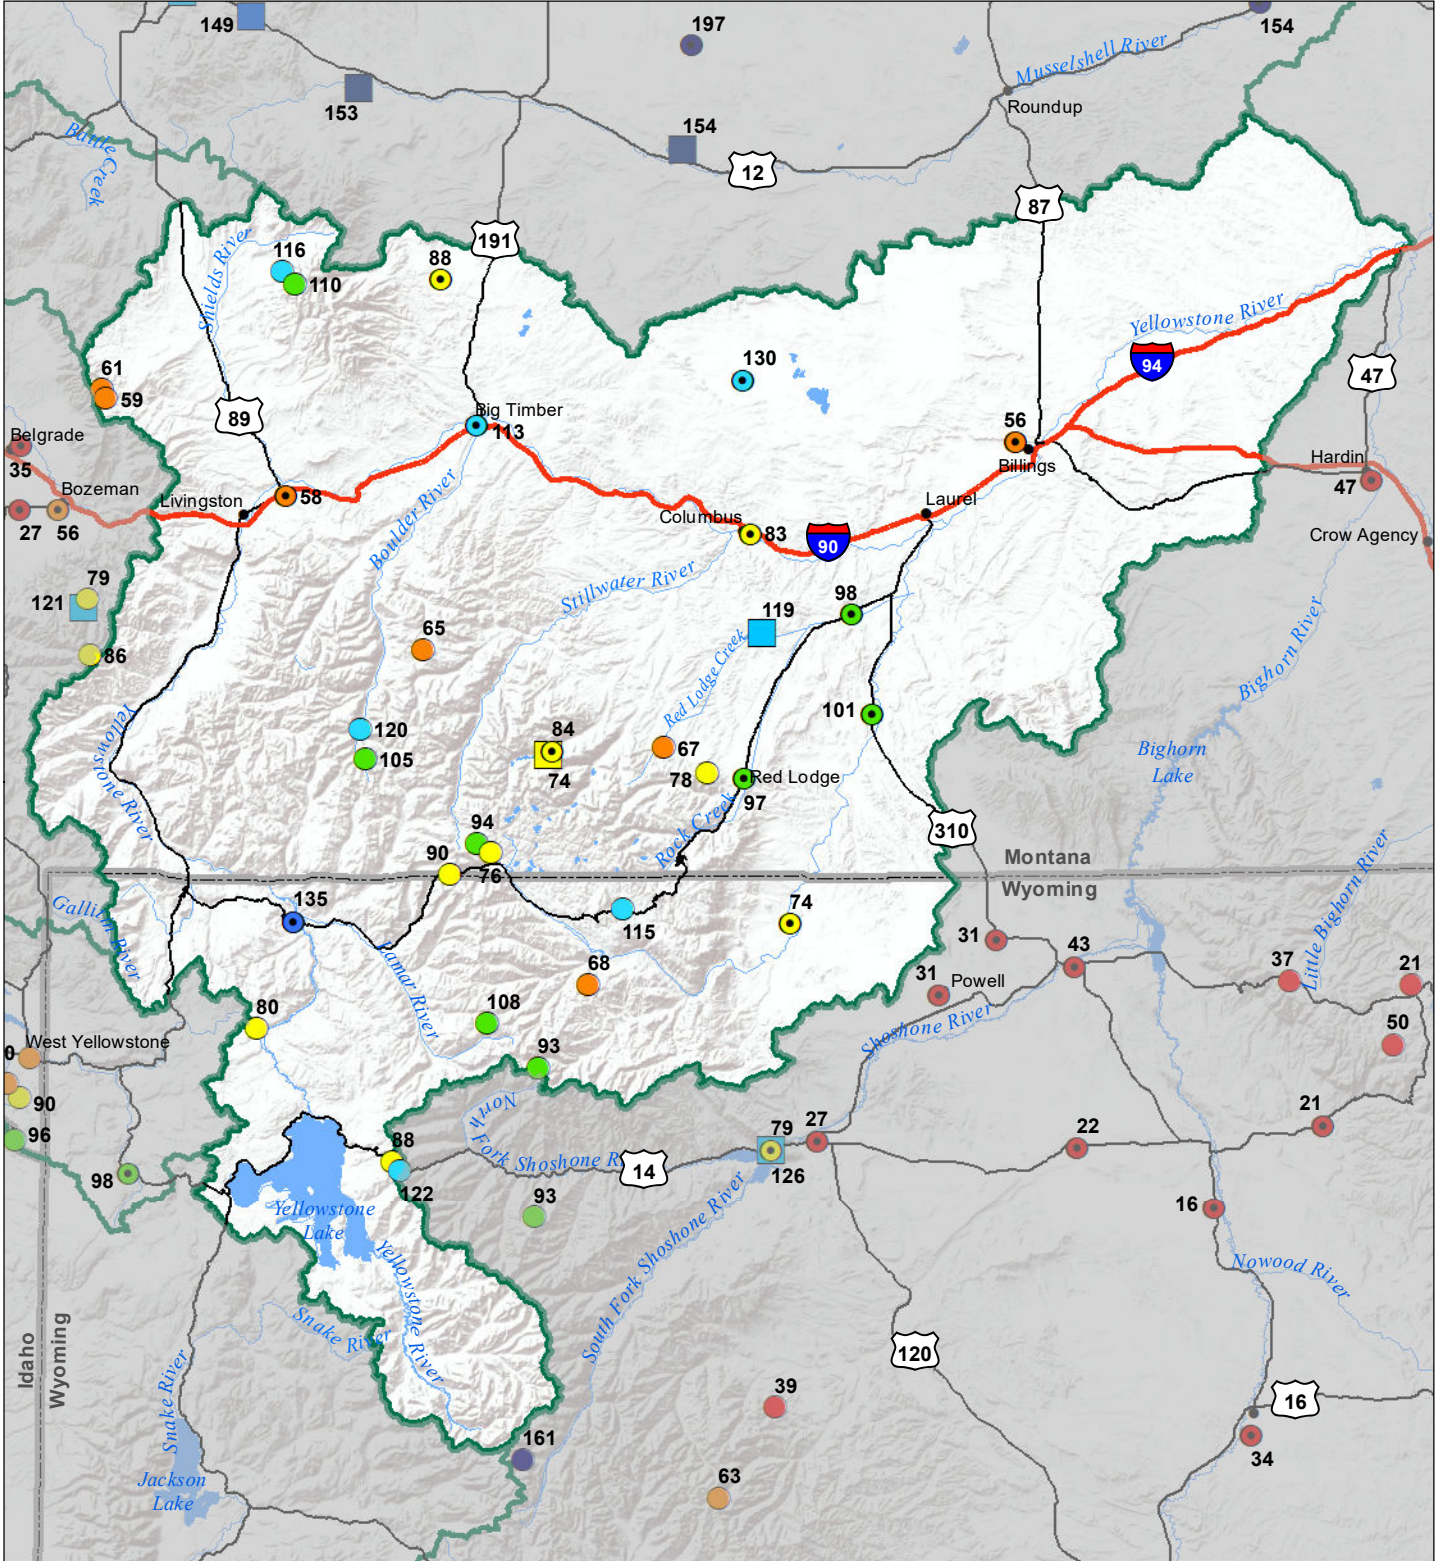 149
197
154
153
154
Musselshell River
Roundup
12
Battle
Creek
87
191
116
88
110
Shields River
Yellowstone River
94
130
47
61
59
89
Big Timber
113
56
Billings
Belgrade
35
Bozeman
27
56
Livingston
58
Hardin
47
Boulder River
Laurel
Columbus
83
90
Crow Agency
79
121
86
Stillwater River
98
119
65
Red Lodge Creek
Bighorn River
101
120
105
84
74
67
78
Red Lodge
97
Bighorn
Lake
Yellowstone River
94
90
76
Rock Creek
310
Montana
Wyoming
Little Bighorn River
135
115
74
Gallitin River
Lamar River
31
43
68
31
Powell
37
21
108
80
West Yellowstone
0
93
Shoshone River
50
90
96
North
Fork Shoshone R
88
122
14
79
126
27
22
21
98
93
16
Yellowstone
Lake
Yellowstone River
South Fork Shoshone River
Nowood River
Snake River
Idaho
Wyoming
120
Snake River
39
16
34
161
Jackson
Lake
63